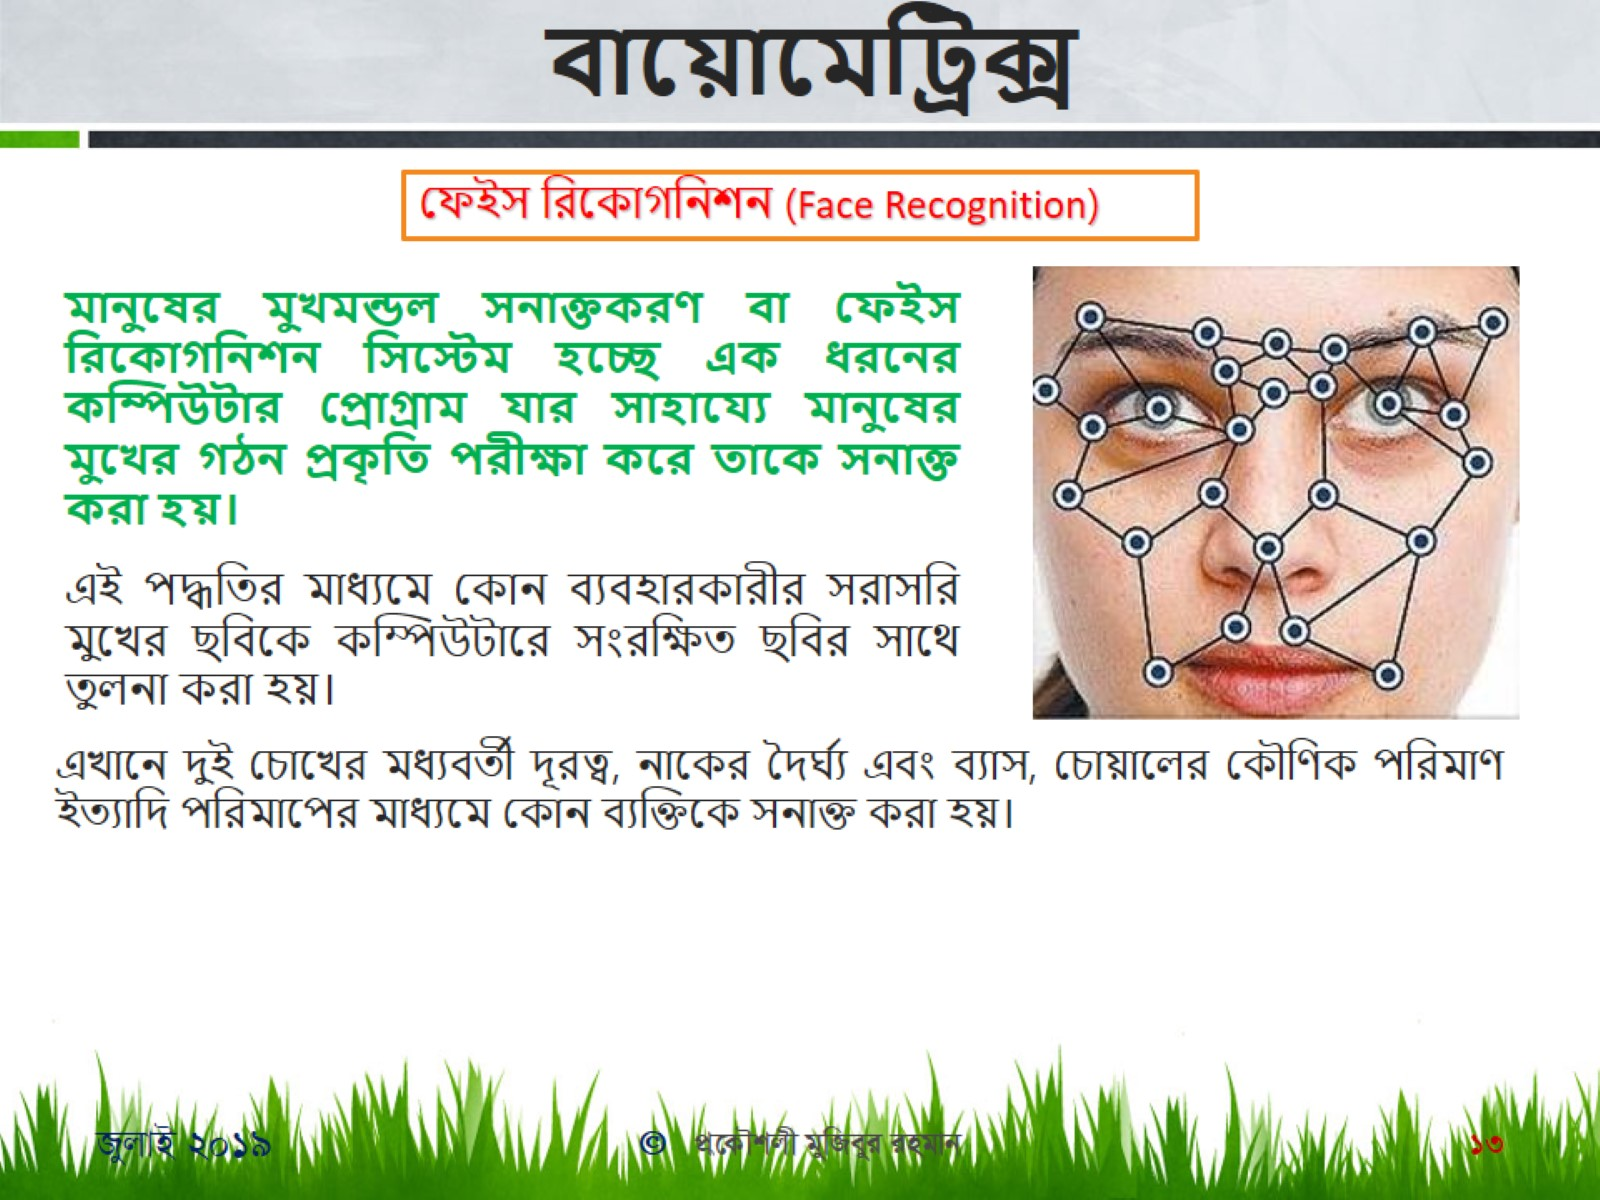 বায়োমেট্রিক্স
ফেইস রিকোগনিশন (Face Recognition)
মানুষের মুখমন্ডল সনাক্তকরণ বা ফেইস
রিকোগনিশন সিস্টেম হচ্ছে এক ধরনের
কম্পিউটার প্রোগ্রাম যার সাহায্যে মানুষের
মুখের গঠন প্রকৃতি পরীক্ষা করে তাকে সনাক্ত
করা হয়।
এই পদ্ধতির মাধ্যমে কোন ব্যবহারকারীর সরাসরি
মুখের ছবিকে কম্পিউটারে সংরক্ষিত ছবির সাথে
তুলনা করা হয়।
এখানে দুই চোখের মধ্যবর্তী দূরত্ব, নাকের দৈর্ঘ্য এবং ব্যাস, চোয়ালের কৌণিক পরিমাণ
ইত্যাদি পরিমাপের মাধ্যমে কোন ব্যক্তিকে সনাক্ত করা হয়।
জুলাই ২০১৯ © প্রকৌশলী মুজিবুর রহমান ১৩